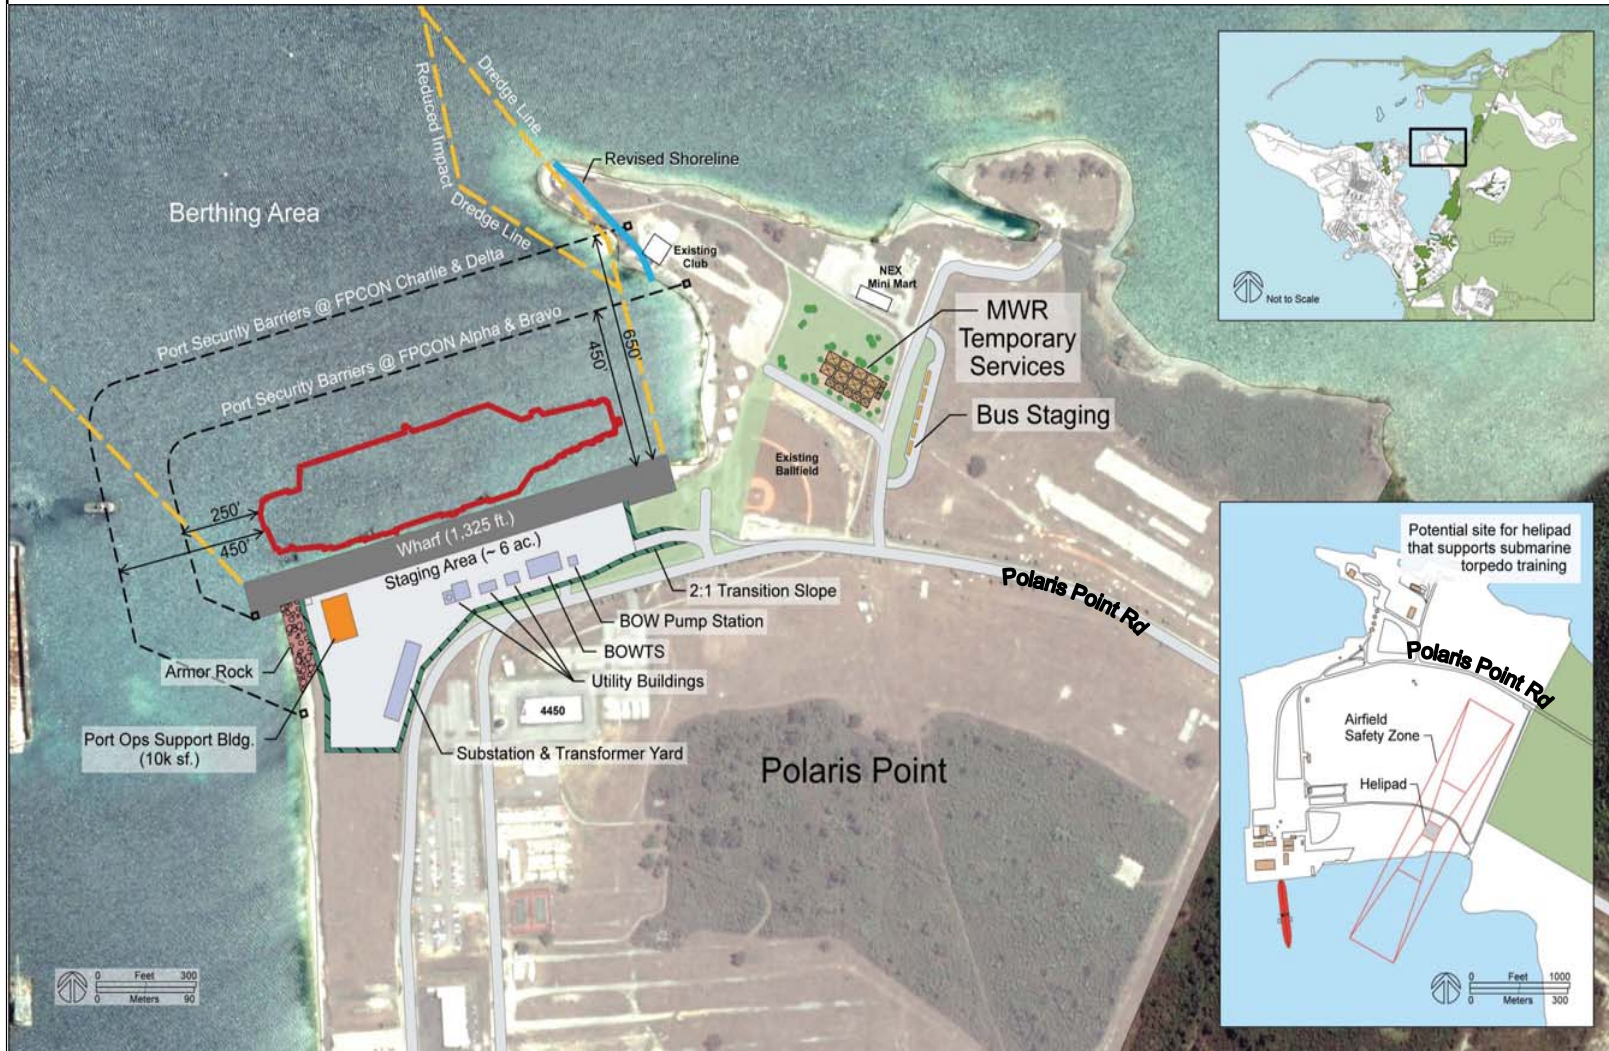 Dredge Line
Reduced Impact
Dredge Line
Revised Shoreline
Berthing Area
Existing
Club
NEX
Mini Mart
Port Security Barriers @ FPCON Charlie & Delta
Port Security Barriers @ FPCON Alpha & Bravo
650'
450'
MWR
Temporary
Services
Bus Staging
Existing
Ballfield
250'
450'
Wharf (1,325 ft.)
Staging Area (~ 6 ac.)
2:1 Transition Slope
BOW Pump Station
BOWTS
Utility Buildings
Armor Rock
Port Ops Support Bldg.
(10k sf.)
4450
Substation & Transformer Yard
Polaris Point
Polaris Point Rd
0 Feet 300
0 Meters 90
Not to Scale
Potential site for helipad
that supports submarine
torpedo training
Polaris Point Rd
Airfield
Safety Zone
Helipad
0 Feet 1000
0 Meters 300